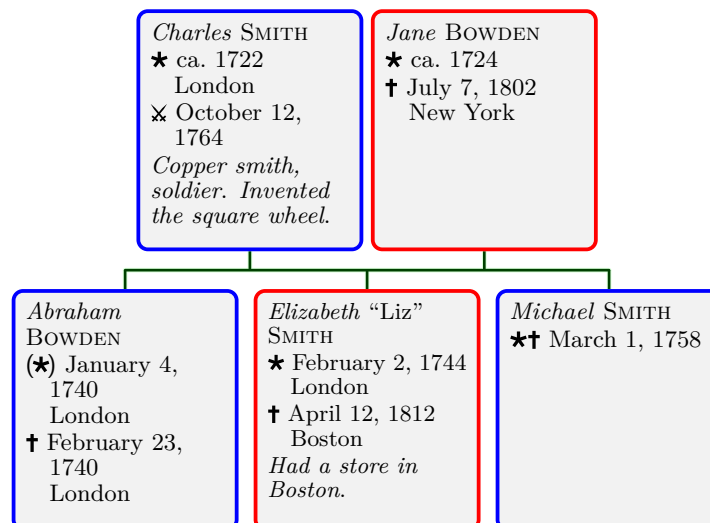 Charles SMITH
★ ca. 1722
London
⚔ October 12,
1764
Copper smith,
soldier. Invented
the square wheel.
Jane BOWDEN
★ ca. 1724
✝ July 7, 1802
New York
Abraham
BOWDEN
(★) January 4,
1740
London
✝ February 23,
1740
London
Elizabeth “Liz”
SMITH
★ February 2, 1744
London
✝ April 12, 1812
Boston
Had a store in
Boston.
Michael SMITH
★✝ March 1, 1758